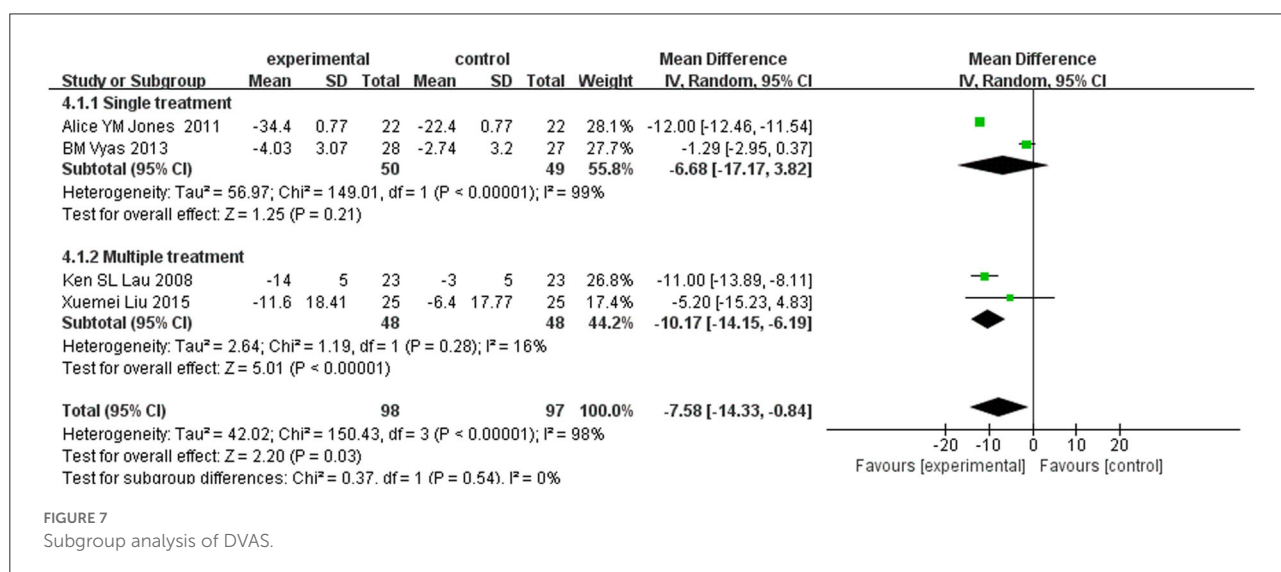 experimental control Mean Difference Mean Difference
Study or Subgroup Mean SD Total Mean SD Total Weight IV, Random, 95% CI IV, Random, 95% CI
4.1.1 Single treatment
Alice YM Jones 2011 -34.4 0.77 22 -22.4 0.77 22 28.1% -12.00 [-12.46, -11.54]
BM Vyas 2013 -4.03 3.07 28 -2.74 3.2 27 27.7% -1.29 [-2.95, 0.37]
Subtotal (95% CI) 50 49 55.8% -6.68 [-17.17, 3.82]
Heterogeneity: Tau² = 56.97; Chi² = 149.01, df = 1 (P < 0.00001); I² = 99%
Test for overall effect: Z = 1.25 (P = 0.21)
4.1.2 Multiple treatment
Ken SL Lau 2008 -14 5 23 -3 5 23 26.8% -11.00 [-13.89, -8.11]
Xuemei Liu 2015 -11.6 18.41 25 -6.4 17.77 25 17.4% -5.20 [-15.23, 4.83]
Subtotal (95% CI) 48 48 44.2% -10.17 [-14.15, -6.19]
Heterogeneity: Tau² = 2.64; Chi² = 1.19, df = 1 (P = 0.28); I² = 16%
Test for overall effect: Z = 5.01 (P < 0.00001)
Total (95% CI) 98 97 100.0% -7.58 [-14.33, -0.84]
Heterogeneity: Tau² = 42.02; Chi² = 150.43, df = 3 (P < 0.00001); I² = 98%
Test for overall effect: Z = 2.20 (P = 0.03)
Test for subgroup differences: Chi² = 0.37, df = 1 (P = 0.54), I² = 0%
-20 -10 0 10 20
Favours [experimental] Favours [control]
FIGURE 7
Subgroup analysis of DVAS.